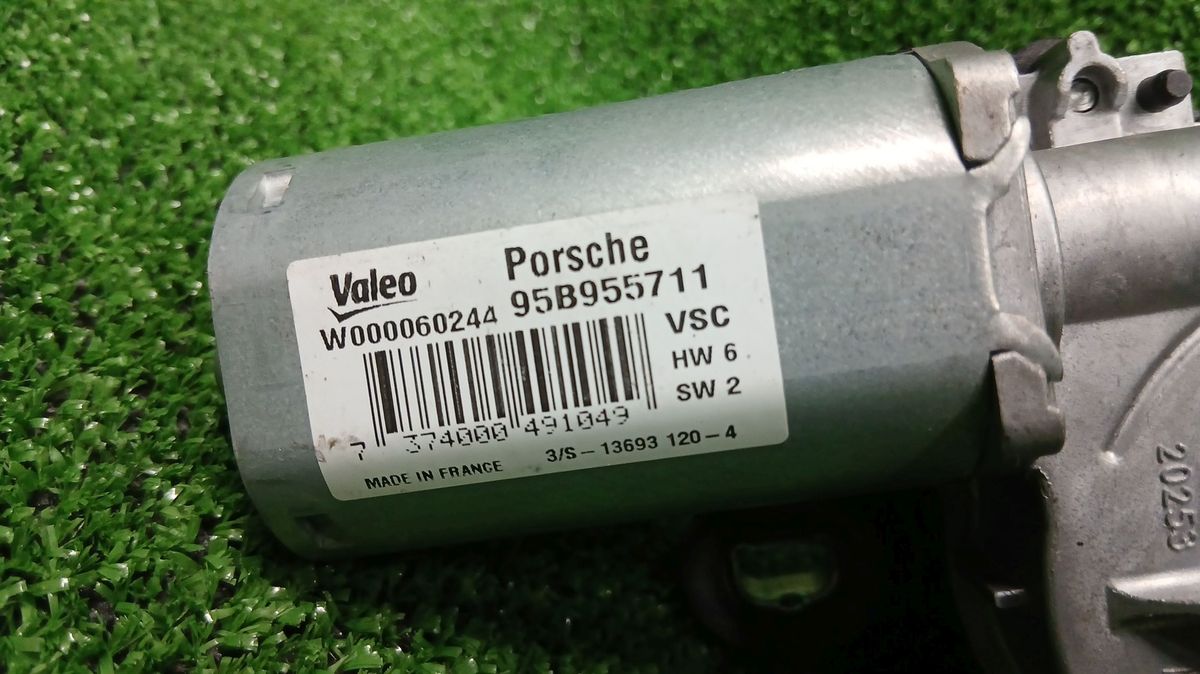 Valeo
Porsche
W000060244 95B955711
VSC
HW 6
SW 2
7 374000 491049
3/S-13693 120-4
MADE IN FRANCE
20253